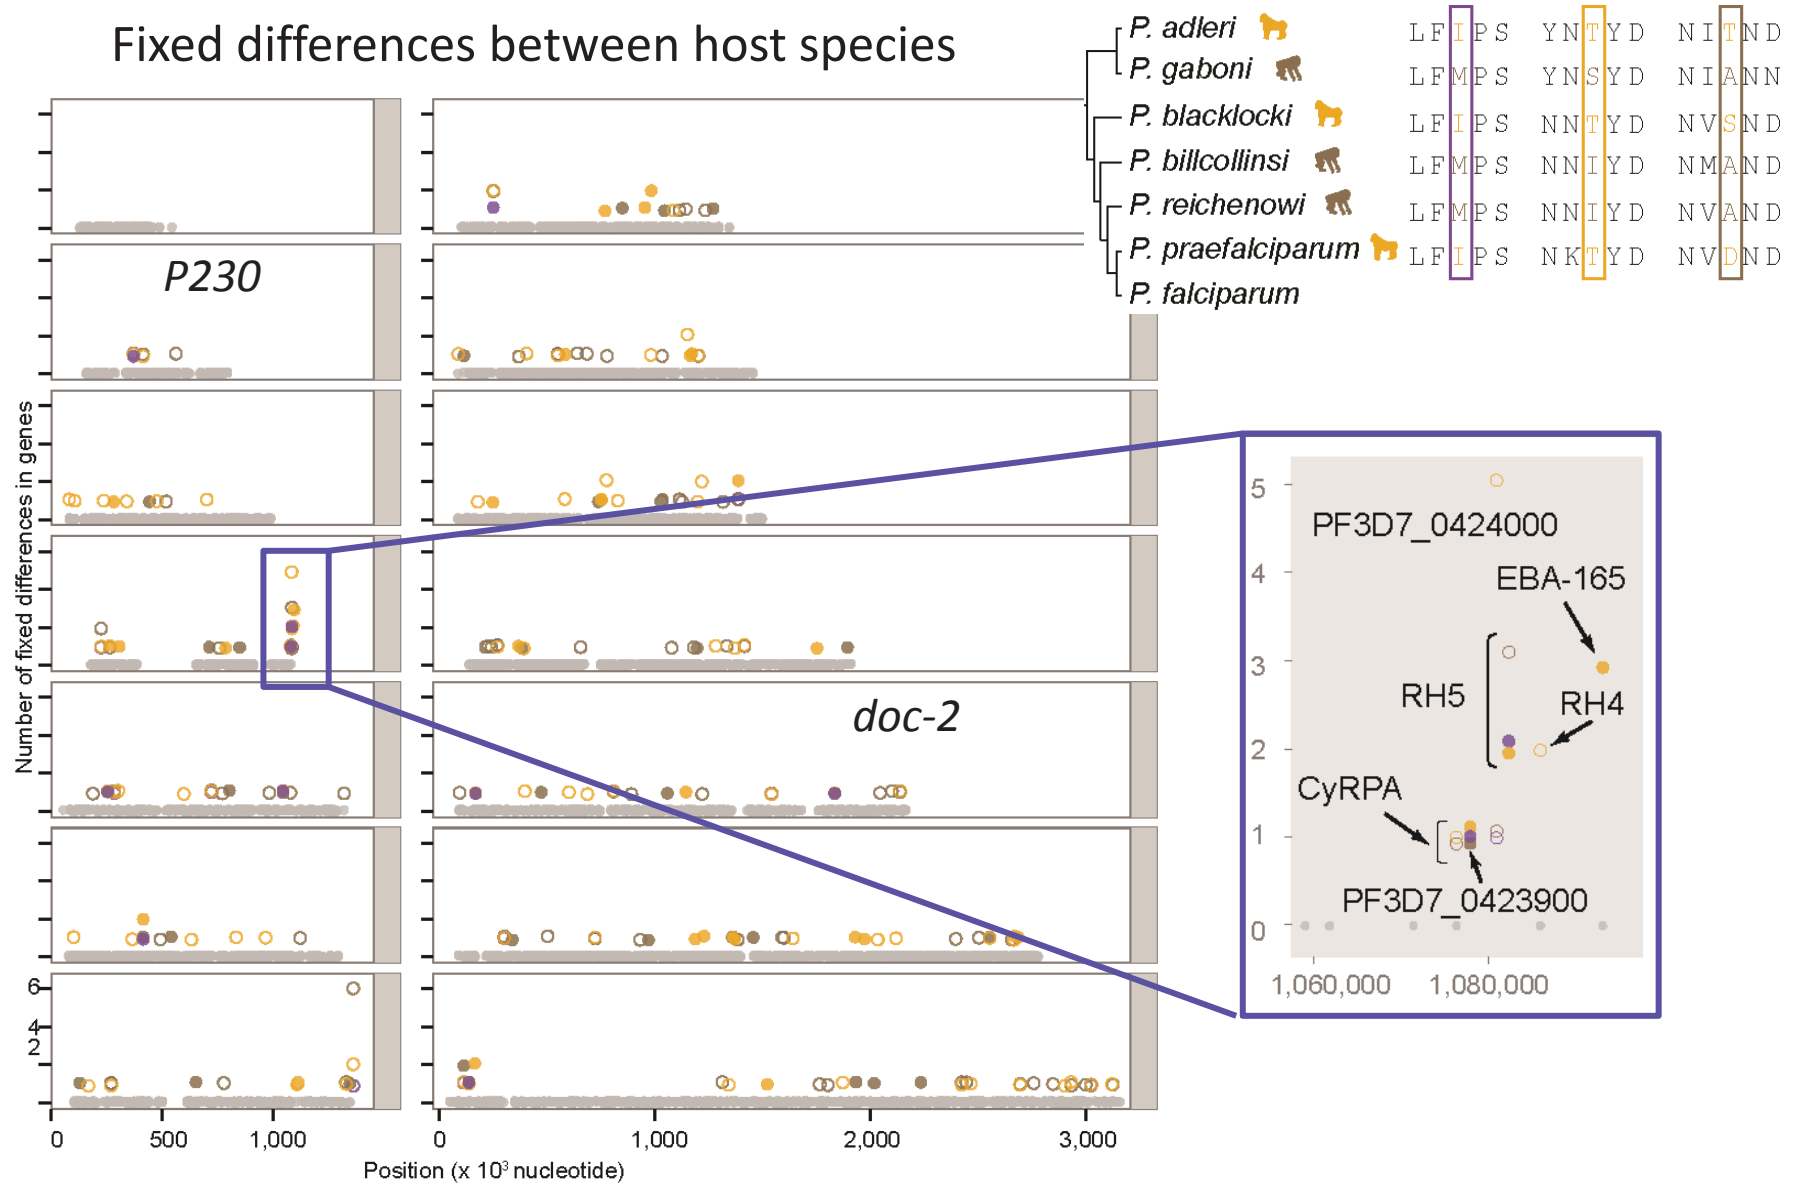 Fixed differences between host species
P. adleri LFIPS YNTYD NITND
P. gaboni LFMPS YNSYD NIANN
P. blacklocki LFIPS NNTYD NVSND
P. billcollinsi LFMPS NNIYD NMAND
P. reichenowi LFMPS NNIYD NVAND
P. praefalciparum LFIPS NKTYD NVDND
P. falciparum
P230
doc-2
Number of fixed differences in genes
6
4
2
0 500 1,000
0 1,000 2,000 3,000
Position (x 10³ nucleotide)
5
PF3D7_0424000
4
EBA-165
3
RH5
RH4
2
CyRPA
1
PF3D7_0423900
0
1,060,000 1,080,000